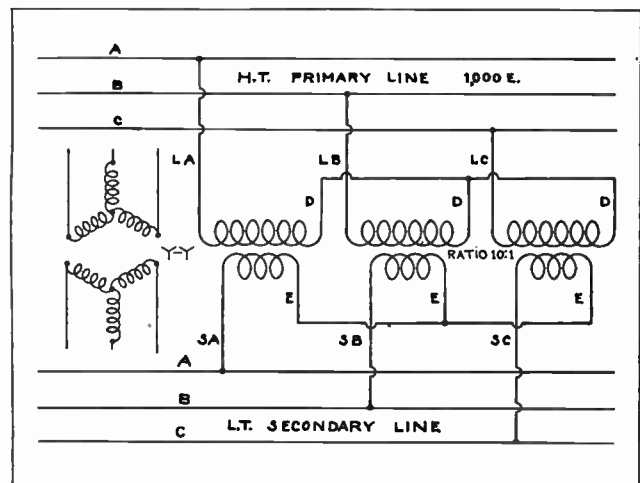 A
H.T. PRIMARY LINE 1,000 E.
B
C
LA LB LC
D D D
Y-Y
RATIO 10:1
E E E
SA SB SC
A
B
C L.T. SECONDARY LINE